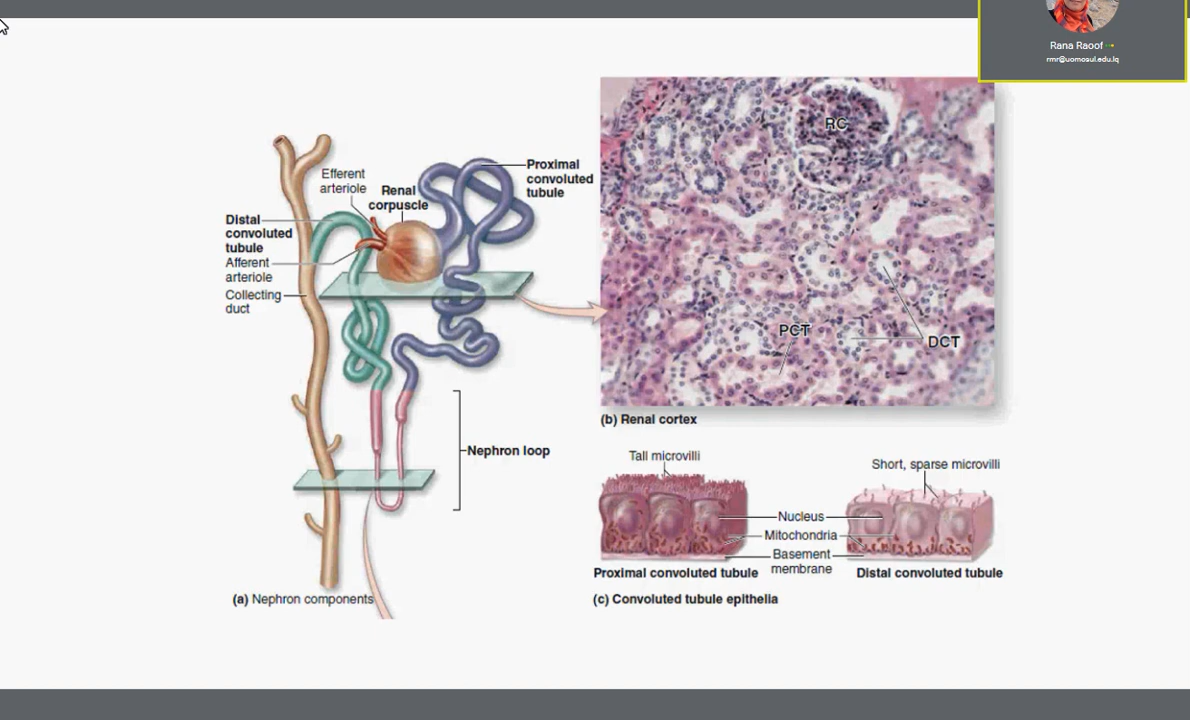 Rana Raoof
rmr@uomosul.edu.iq
Efferent
arteriole
Renal
corpuscle
Proximal
convoluted
tubule
Distal
convoluted
tubule
Afferent
arteriole
Collecting
duct
Nephron loop
(a) Nephron components
RC
PCT
DCT
(b) Renal cortex
Tall microvilli
Short, sparse microvilli
Nucleus
Mitochondria
Basement
membrane
Proximal convoluted tubule
Distal convoluted tubule
(c) Convoluted tubule epithelia